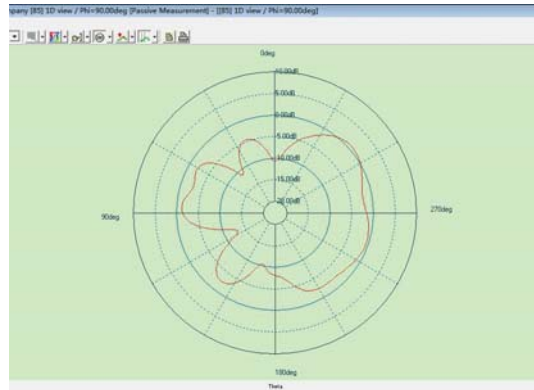 mpany [85] 1D view / Phi=90.00deg [Passive Measurement] - [[85] 1D view / Phi=90.00deg]
0deg
10.00dB
5.00dB
0.00dB
-5.00dB
-10.00dB
-15.00dB
-20.00dB
90deg
270deg
180deg
Theta